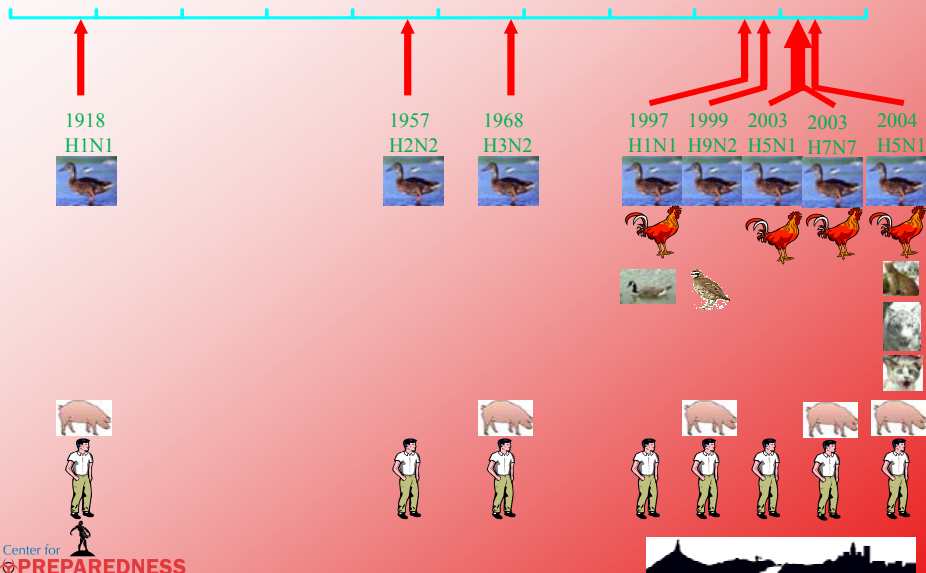 1918
H1N1
1957
H2N2
1968
H3N2
1997
H1N1
1999
H9N2
2003
H5N1
2003
H7N7
2004
H5N1
Center for
PREPAREDNESS